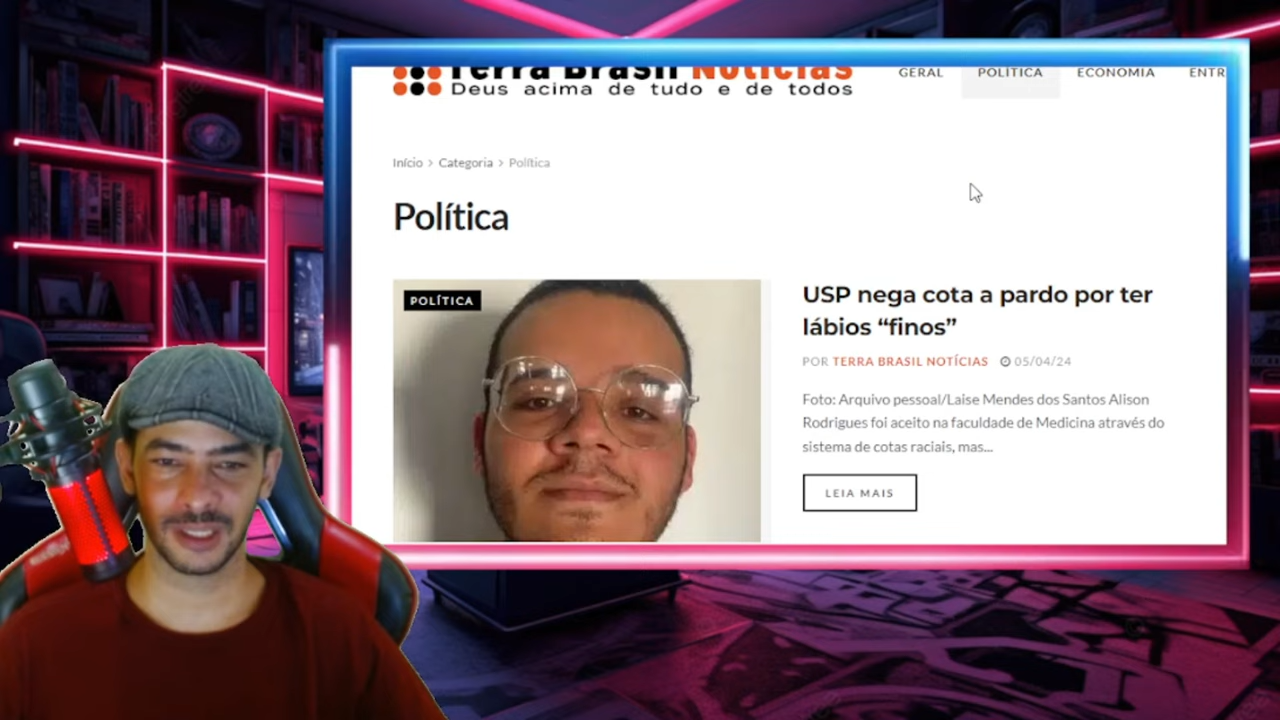 Terra Brasil Notícias
Deus acima de tudo e de todos
GERAL POLÍTICA ECONOMIA ENTR
Início > Categoria > Política
Política
POLÍTICA
USP nega cota a pardo por ter
lábios “finos”
POR TERRA BRASIL NOTÍCIAS 05/04/24
Foto: Arquivo pessoal/Laise Mendes dos Santos Alison
Rodrigues foi aceito na faculdade de Medicina através do
sistema de cotas raciais, mas...
LEIA MAIS